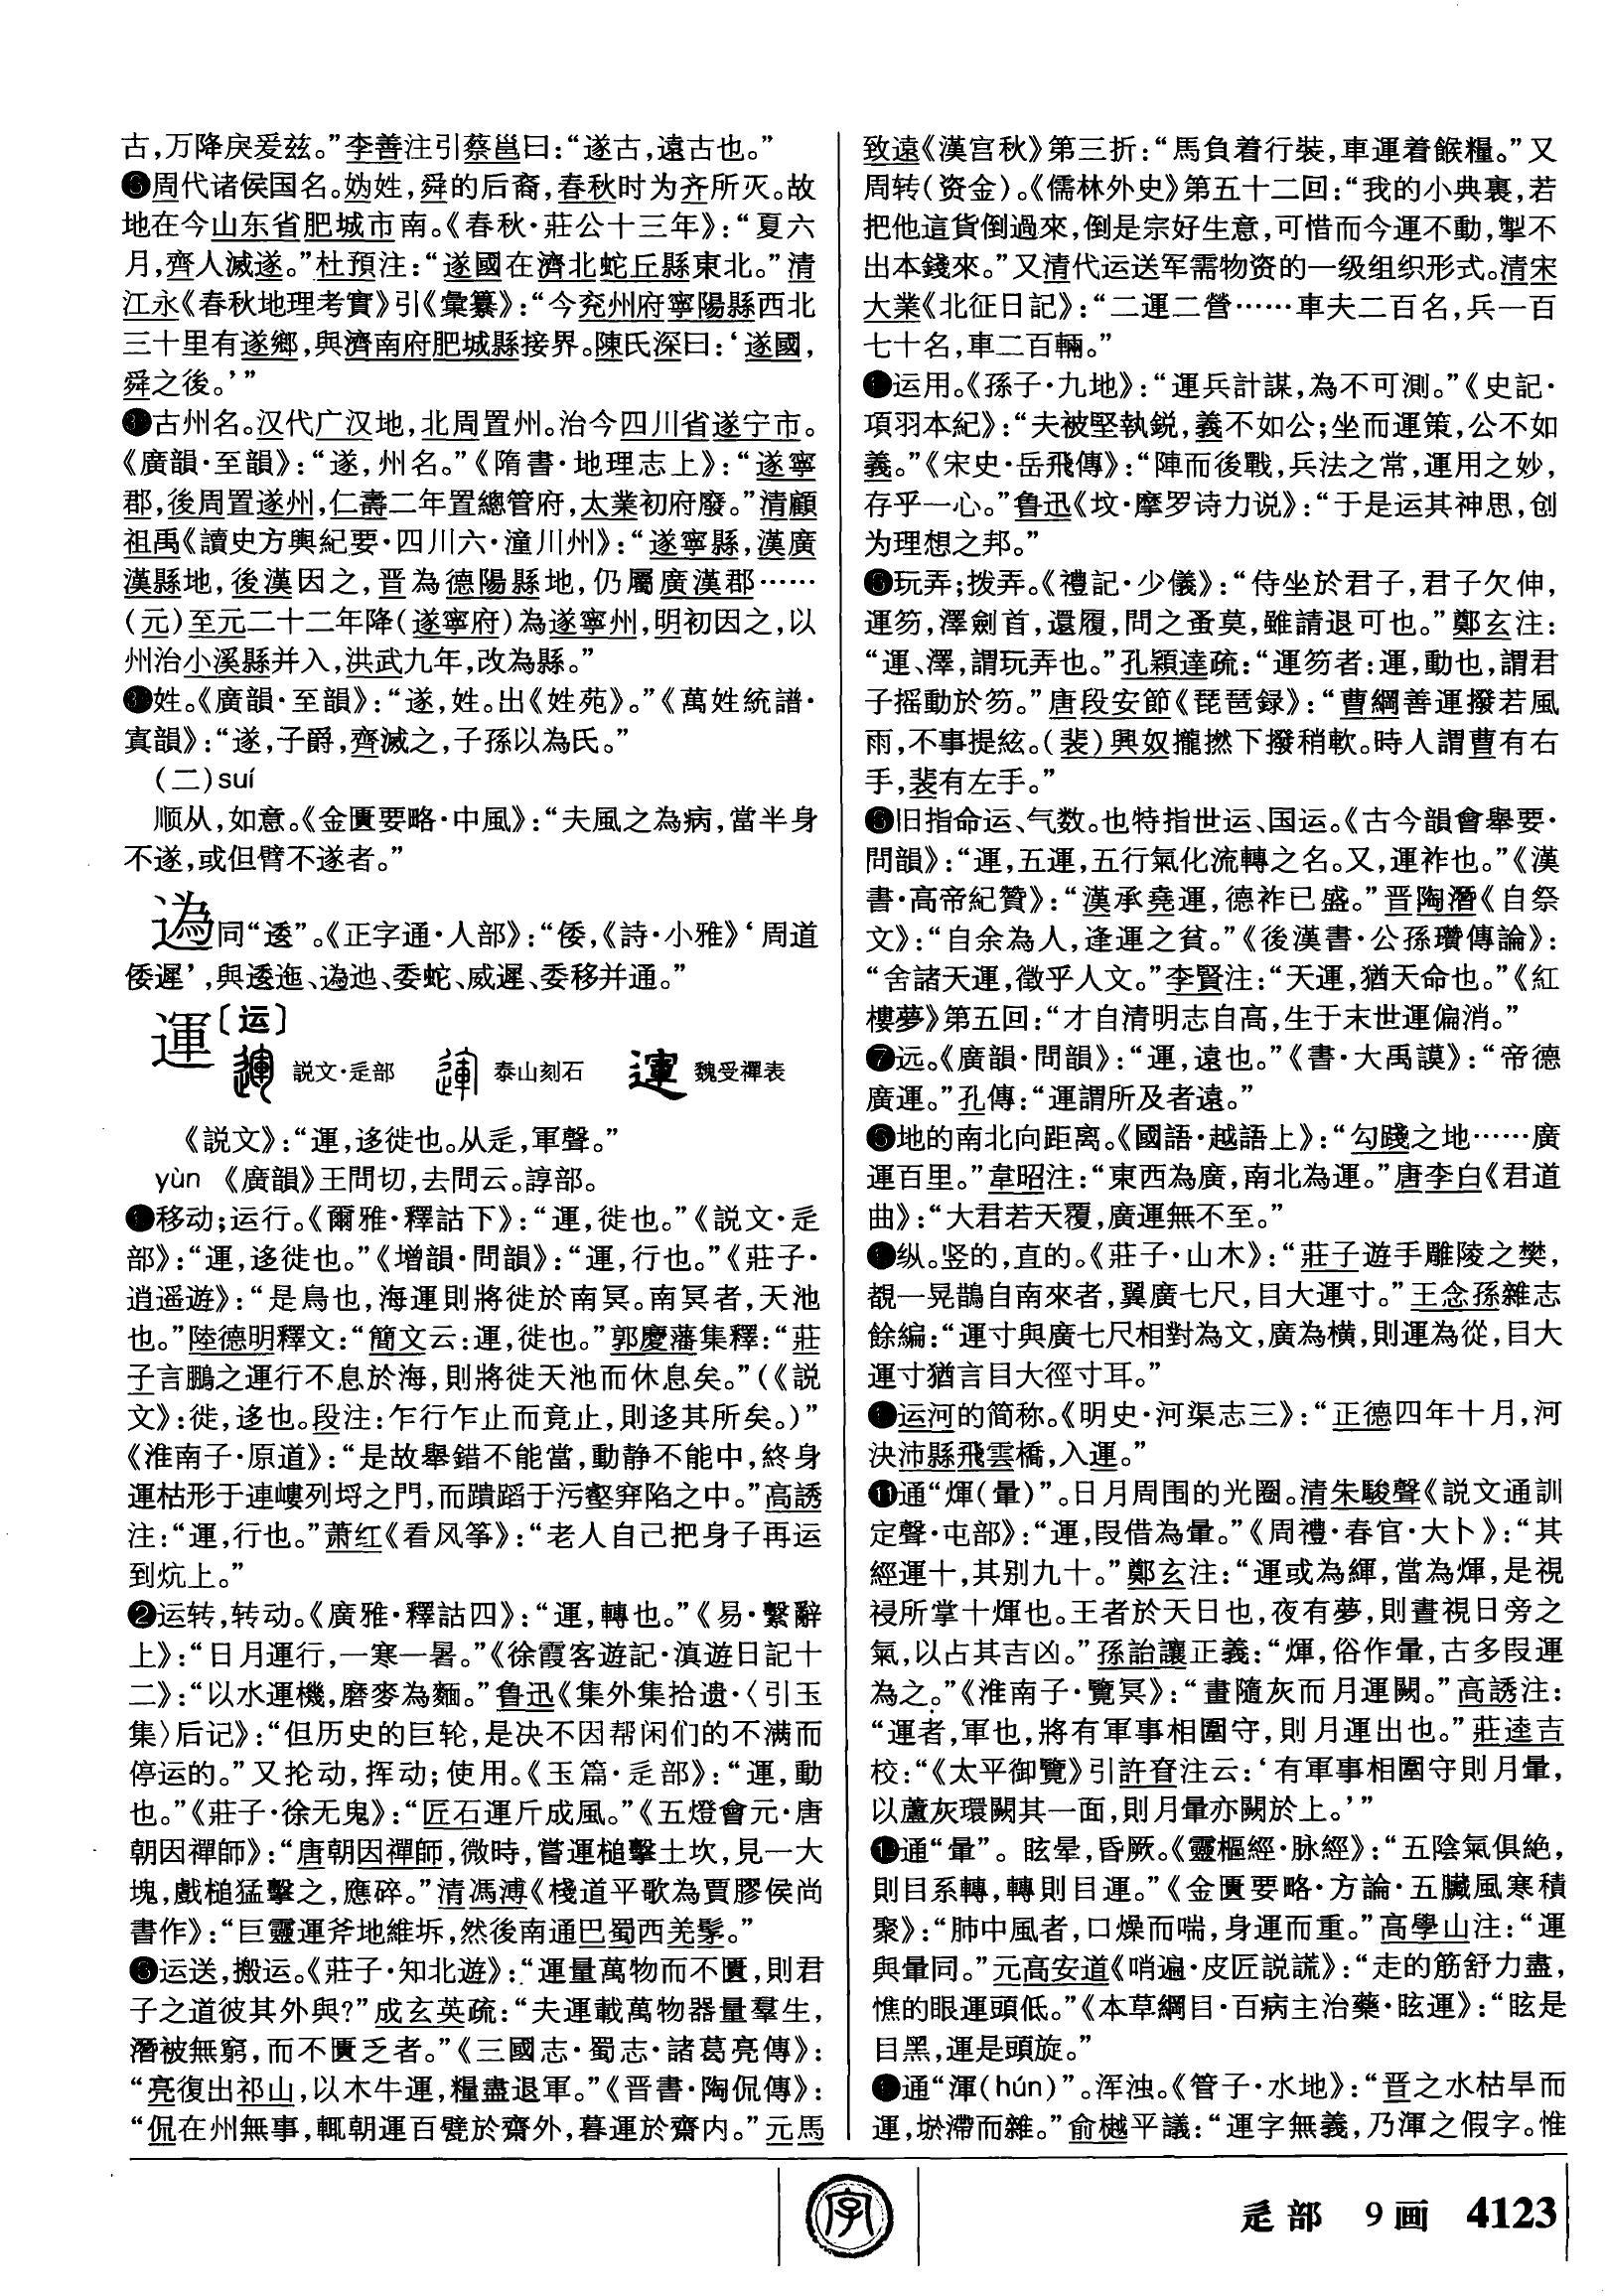 古，万降戾爰兹。”李善注引蔡邕曰：“遂古，遠古也。”
周代诸侯国名。妫姓，舜的后裔，春秋时为齐所灭。故
地在今山东省肥城市南。《春秋·莊公十三年》：“夏六
月，齊人滅遂。”杜預注：“遂國在濟北蛇丘縣東北。”清
江永《春秋地理考實》引《彙纂》：“今兖州府寧陽縣西北
三十里有遂鄉，與濟南府肥城縣接界。陳氏深曰：‘遂國，
舜之後。’”
古州名。汉代广汉地，北周置州。治今四川省遂宁市。
《廣韻·至韻》：“遂，州名。”《隋書·地理志上》：“遂寧
郡，後周置遂州，仁壽二年置總管府，太業初府廢。”清顧
祖禹《讀史方輿紀要·四川六·潼川州》：“遂寧縣，漢廣
漢縣地，後漢因之，晋為德陽縣地，仍屬廣漢郡……
（元）至元二十二年降（遂寧府）為遂寧州，明初因之，以
州治小溪縣并入，洪武九年，改為縣。”
姓。《廣韻·至韻》：“遂，姓。出《姓苑》。”《萬姓統譜·
寘韻》：“遂，子爵，齊滅之，子孫以為氏。”
（二）suí
顺从，如意。《金匱要略·中風》：“夫風之為病，當半身
不遂，或但臂不遂者。”
䢿同“逶”。《正字通·人部》：“倭，《詩·小雅》‘周道
倭遲’，與逶迤、䢿迆、委蛇、威遲、委移并通。”
運〔运〕
説文·辵部 泰山刻石 魏受禪表
《説文》：“運，迻徙也。从辵，軍聲。”
yùn 《廣韻》王問切，去問云。諄部。
❶移动；运行。《爾雅·釋詁下》：“運，徙也。”《説文·辵
部》：“運，迻徙也。”《增韻·問韻》：“運，行也。”《莊子·
逍遥遊》：“是鳥也，海運則將徙於南冥。南冥者，天池
也。”陸德明釋文：“簡文云：運，徙也。”郭慶藩集釋：“莊
子言鵬之運行不息於海，則將徙天池而休息矣。”（《説
文》：徙，迻也。段注：乍行乍止而竟止，則迻其所矣。）”
《淮南子·原道》：“是故舉錯不能當，動静不能中，終身
運枯形于連嶁列埒之門，而蹪蹈于污壑穽陷之中。”高誘
注：“運，行也。”萧红《看风筝》：“老人自己把身子再运
到炕上。”
❷运转，转动。《廣雅·釋詁四》：“運，轉也。”《易·繫辭
上》：“日月運行，一寒一暑。”《徐霞客遊記·滇遊日記十
二》：“以水運機，磨麥為麵。”鲁迅《集外集拾遗·〈引玉
集〉后记》：“但历史的巨轮，是决不因帮闲们的不满而
停运的。”又抡动，挥动；使用。《玉篇·辵部》：“運，動
也。”《莊子·徐无鬼》：“匠石運斤成風。”《五燈會元·唐
朝因禪師》：“唐朝因禪師，微時，嘗運槌擊土坎，見一大
塊，戲槌猛擊之，應碎。”清馮溥《棧道平歌為賈膠侯尚
書作》：“巨靈運斧地維坼，然後南通巴蜀西羌髳。”
❸运送，搬运。《莊子·知北遊》：“運量萬物而不匱，則君
子之道彼其外與？”成玄英疏：“夫運載萬物器量羣生，
潛被無窮，而不匱乏者。”《三國志·蜀志·諸葛亮傳》：
“亮復出祁山，以木牛運，糧盡退軍。”《晋書·陶侃傳》：
“侃在州無事，輒朝運百甓於齋外，暮運於齋内。”元馬
致遠《漢宫秋》第三折：“馬負着行裝，車運着餱糧。”又
周转（资金）。《儒林外史》第五十二回：“我的小典裏，若
把他這貨倒過來，倒是宗好生意，可惜而今運不動，掣不
出本錢來。”又清代运送军需物资的一级组织形式。清宋
大業《北征日記》：“二運二營……車夫二百名，兵一百
七十名，車二百輛。”
运用。《孫子·九地》：“運兵計謀，為不可測。”《史記·
項羽本紀》：“夫被堅執鋭，義不如公；坐而運策，公不如
義。”《宋史·岳飛傳》：“陣而後戰，兵法之常，運用之妙，
存乎一心。”鲁迅《坟·摩罗诗力说》：“于是运其神思，创
为理想之邦。”
玩弄；拨弄。《禮記·少儀》：“侍坐於君子，君子欠伸，
運笏，澤劍首，還履，問之蚤莫，雖請退可也。”鄭玄注：
“運、澤，謂玩弄也。”孔穎達疏：“運笏者：運，動也，謂君
子摇動於笏。”唐段安節《琵琶録》：“曹綱善運撥若風
雨，不事提絃。（裴）興奴攏撚下撥稍軟。時人謂曹有右
手，裴有左手。”
旧指命运、气数。也特指世运、国运。《古今韻會舉要·
問韻》：“運，五運，五行氣化流轉之名。又，運祚也。”《漢
書·高帝紀贊》：“漢承堯運，德祚已盛。”晋陶潛《自祭
文》：“自余為人，逢運之貧。”《後漢書·公孫瓚傳論》：
“舍諸天運，徵乎人文。”李賢注：“天運，猶天命也。”《紅
樓夢》第五回：“才自清明志自高，生于末世運偏消。”
❼远。《廣韻·問韻》：“運，遠也。”《書·大禹謨》：“帝德
廣運。”孔傳：“運謂所及者遠。”
地的南北向距离。《國語·越語上》：“勾踐之地……廣
運百里。”韋昭注：“東西為廣，南北為運。”唐李白《君道
曲》：“大君若天覆，廣運無不至。”
纵。竖的，直的。《莊子·山木》：“莊子遊手雕陵之樊，
覩一晃鵲自南來者，翼廣七尺，目大運寸。”王念孫雜志
餘編：“運寸與廣七尺相對為文，廣為横，則運為從，目大
運寸猶言目大徑寸耳。”
运河的简称。《明史·河渠志三》：“正德四年十月，河
決沛縣飛雲橋，入運。”
⓫通“煇（暈）”。日月周围的光圈。清朱駿聲《説文通訓
定聲·屯部》：“運，叚借為暈。”《周禮·春官·大卜》：“其
經運十，其别九十。”鄭玄注：“運或為緷，當為煇，是視
祲所掌十煇也。王者於天日也，夜有夢，則晝視日旁之
氣，以占其吉凶。”孫詒讓正義：“煇，俗作暈，古多叚運
為之。”《淮南子·覽冥》：“畫隨灰而月運闕。”高誘注：
“運者，軍也，將有軍事相圍守，則月運出也。”莊逵吉
校：“《太平御覽》引許育注云：‘有軍事相圍守則月暈，
以蘆灰環闕其一面，則月暈亦闕於上。’”
通“暈”。眩晕，昏厥。《靈樞經·脉經》：“五陰氣俱絶，
則目系轉，轉則目運。”《金匱要略·方論·五臟風寒積
聚》：“肺中風者，口燥而喘，身運而重。”高學山注：“運
與暈同。”元高安道《哨遍·皮匠説謊》：“走的筋舒力盡，
憔的眼運頭低。”《本草綱目·百病主治藥·眩運》：“眩是
目黑，運是頭旋。”
通“渾（hún）”。浑浊。《管子·水地》：“晋之水枯旱而
運，淤滯而雜。”俞樾平議：“運字無義，乃渾之假字。惟
字
辵部 9画 4123